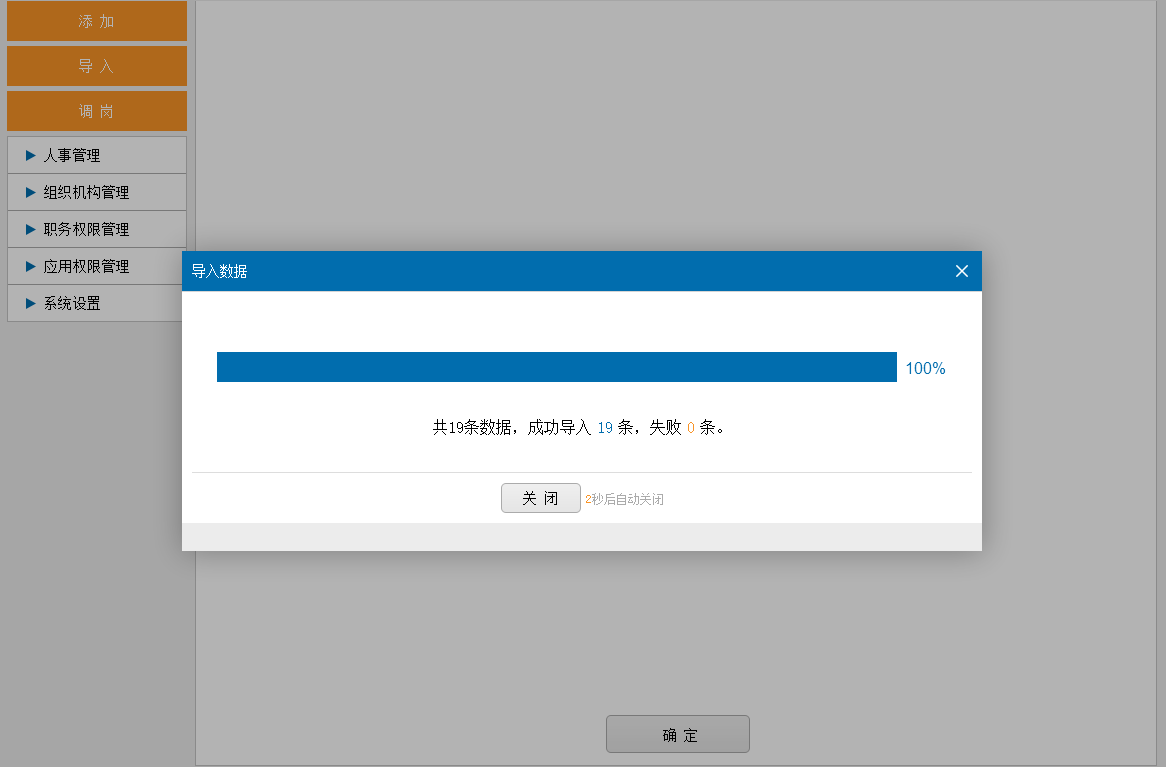 添 加
导 入
调 岗
人事管理
组织机构管理
职务权限管理
应用权限管理
系统设置
导入数据
100%
共19条数据，成功导入 19 条，失败 0 条。
关 闭 2秒后自动关闭
确 定